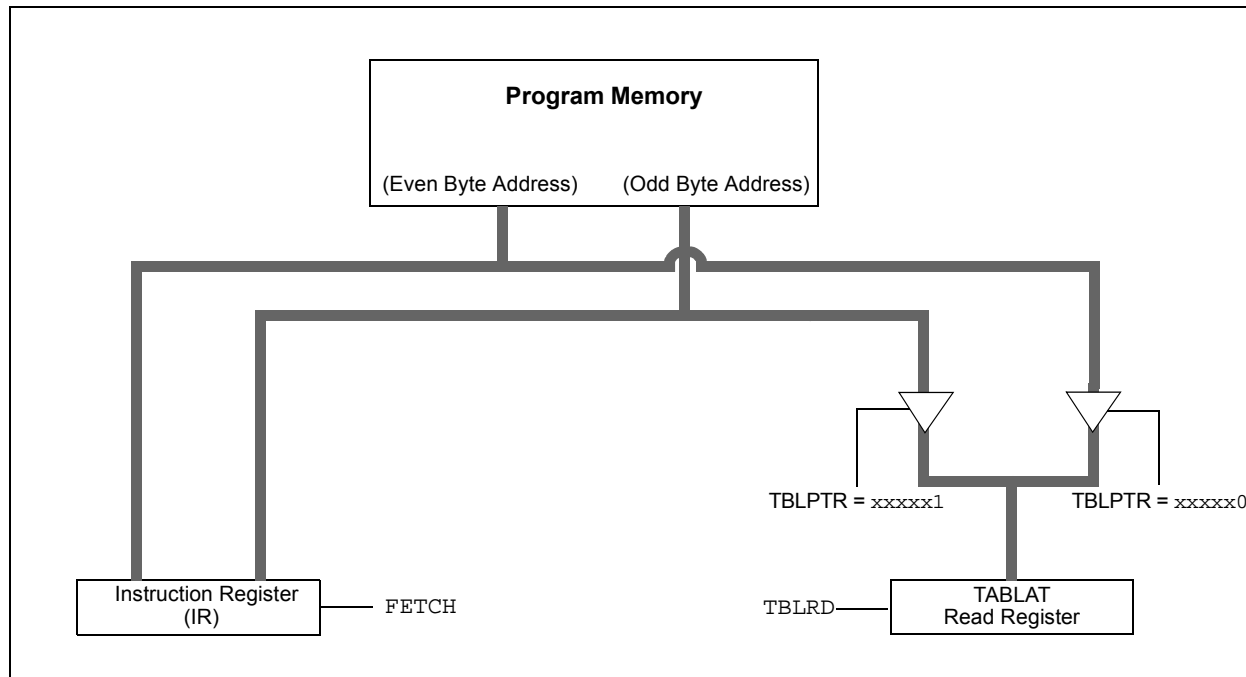 Program Memory
(Even Byte Address) (Odd Byte Address)
TBLPTR = xxxxx1
TBLPTR = xxxxx0
Instruction Register
(IR)
FETCH
TBLRD
TABLAT
Read Register